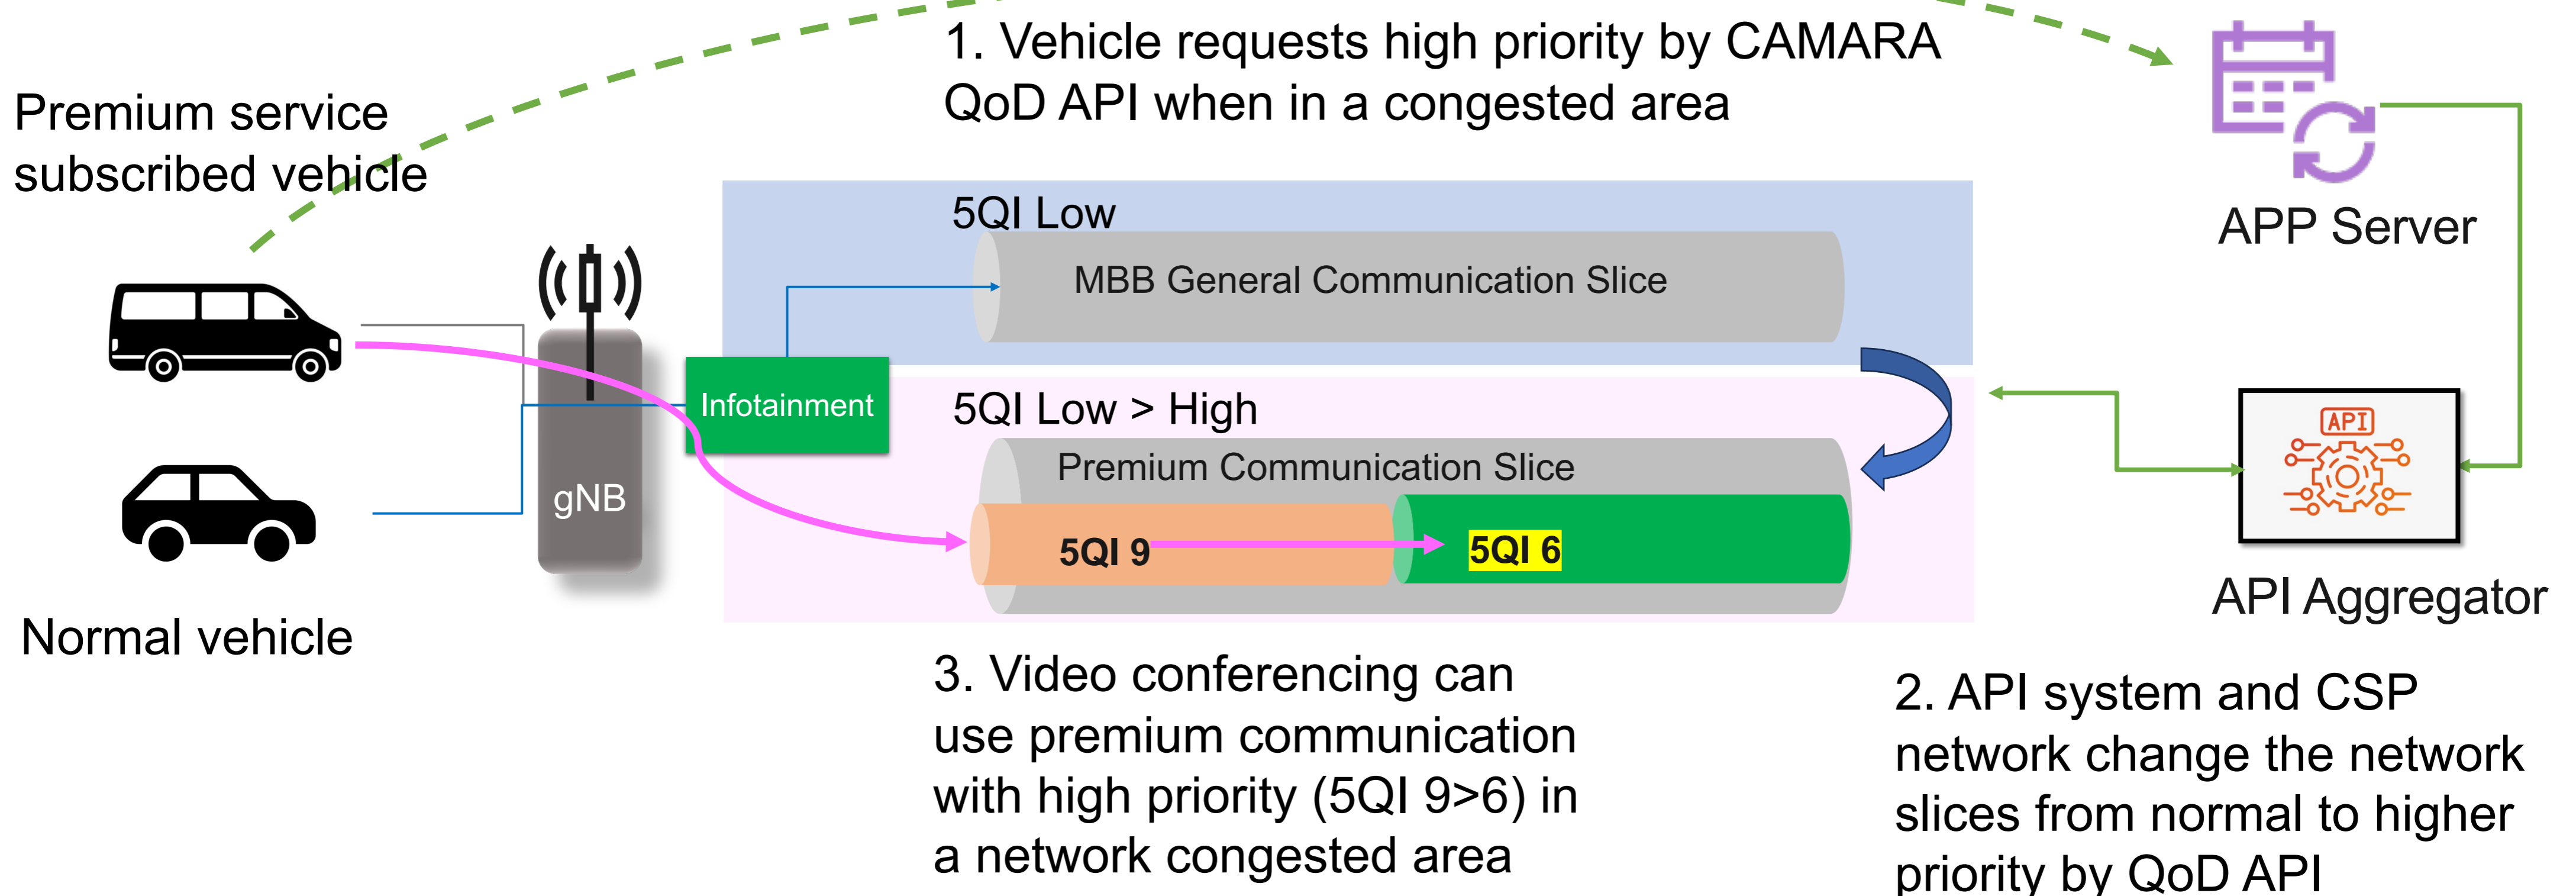 1. Vehicle requests high priority by CAMARA
QoD API when in a congested area
Premium service
subscribed vehicle
5QI Low
MBB General Communication Slice
APP Server
Infotainment
5QI Low > High
Premium Communication Slice
API
gNB
5QI 9
5QI 6
API Aggregator
Normal vehicle
3. Video conferencing can
use premium communication
with high priority (5QI 9>6) in
a network congested area
2. API system and CSP
network change the network
slices from normal to higher
priority by QoD API